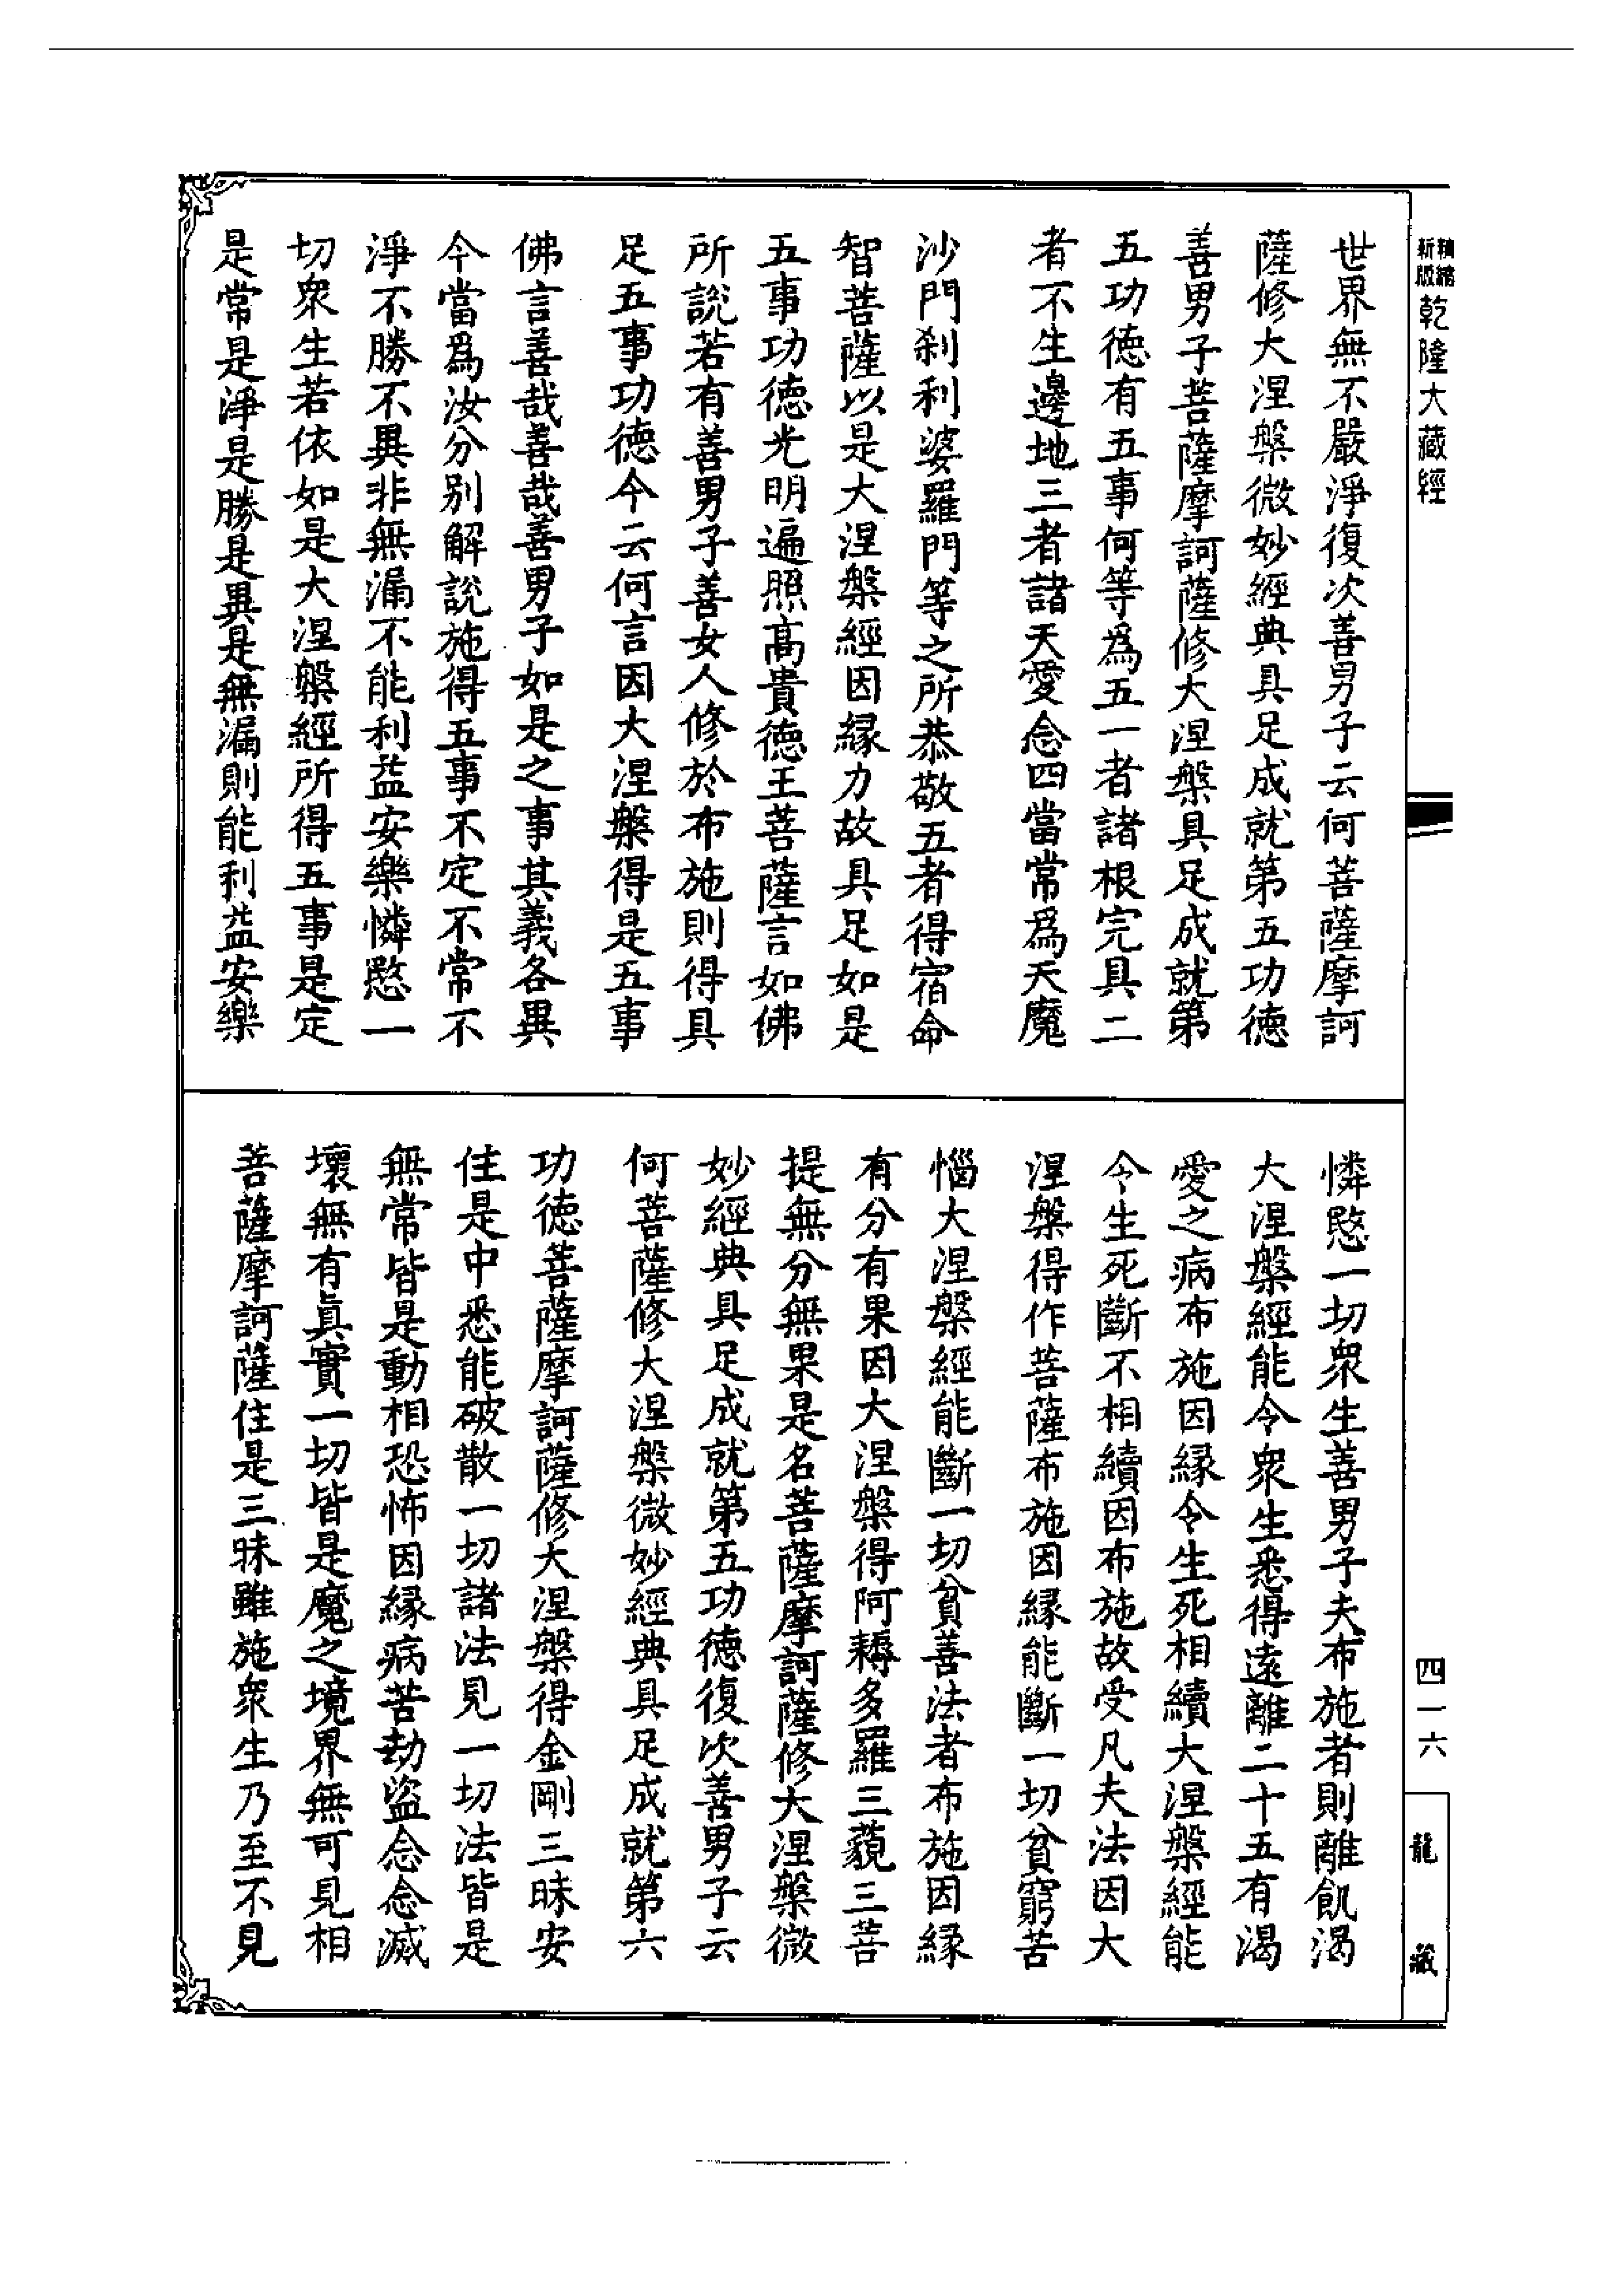 精縮新版乾隆大藏經
世界無不嚴淨復次善男子云何菩薩摩訶
薩修大涅槃微妙經典具足成就第五功德
善男子菩薩摩訶薩修大涅槃具足成就第
五功德有五事何等爲五一者諸根完具二
者不生邊地三者諸天愛念四當常爲天魔
沙門刹利婆羅門等之所恭敬五者得宿命
智菩薩以是大涅槃經因緣力故具足如是
五事功德光明遍照高貴德王菩薩言如佛
所說若有善男子善女人修於布施則得具
足五事功德今云何言因大涅槃得是五事
佛言善哉善哉善男子如是之事其義各異
今當爲汝分別解說施得五事不定不常不
淨不勝不異非無漏不能利益安樂憐愍一
切衆生若依如是大涅槃經所得五事是定
是常是淨是勝是異是無漏則能利益安樂
憐愍一切衆生善男子夫布施者則離飢渴
大涅槃經能令衆生悉得遠離二十五有渴
愛之病布施因緣令生死相續大涅槃經能
令生死斷不相續因布施故受凡夫法因大
涅槃得作菩薩布施因緣能斷一切貧窮苦
惱大涅槃經能斷一切貧善法者布施因緣
有分有果因大涅槃得阿耨多羅三藐三菩
提無分無果是名菩薩摩訶薩修大涅槃微
妙經典具足成就第五功德復次善男子云
何菩薩修大涅槃微妙經典具足成就第六
功德菩薩摩訶薩修大涅槃得金剛三昧安
住是中悉能破散一切諸法見一切法皆是
無常皆是動相恐怖因緣病苦劫盜念念滅
壞無有真實一切皆是魔之境界無可見相
菩薩摩訶薩住是三昧雖施衆生乃至不見
四一六
龍藏